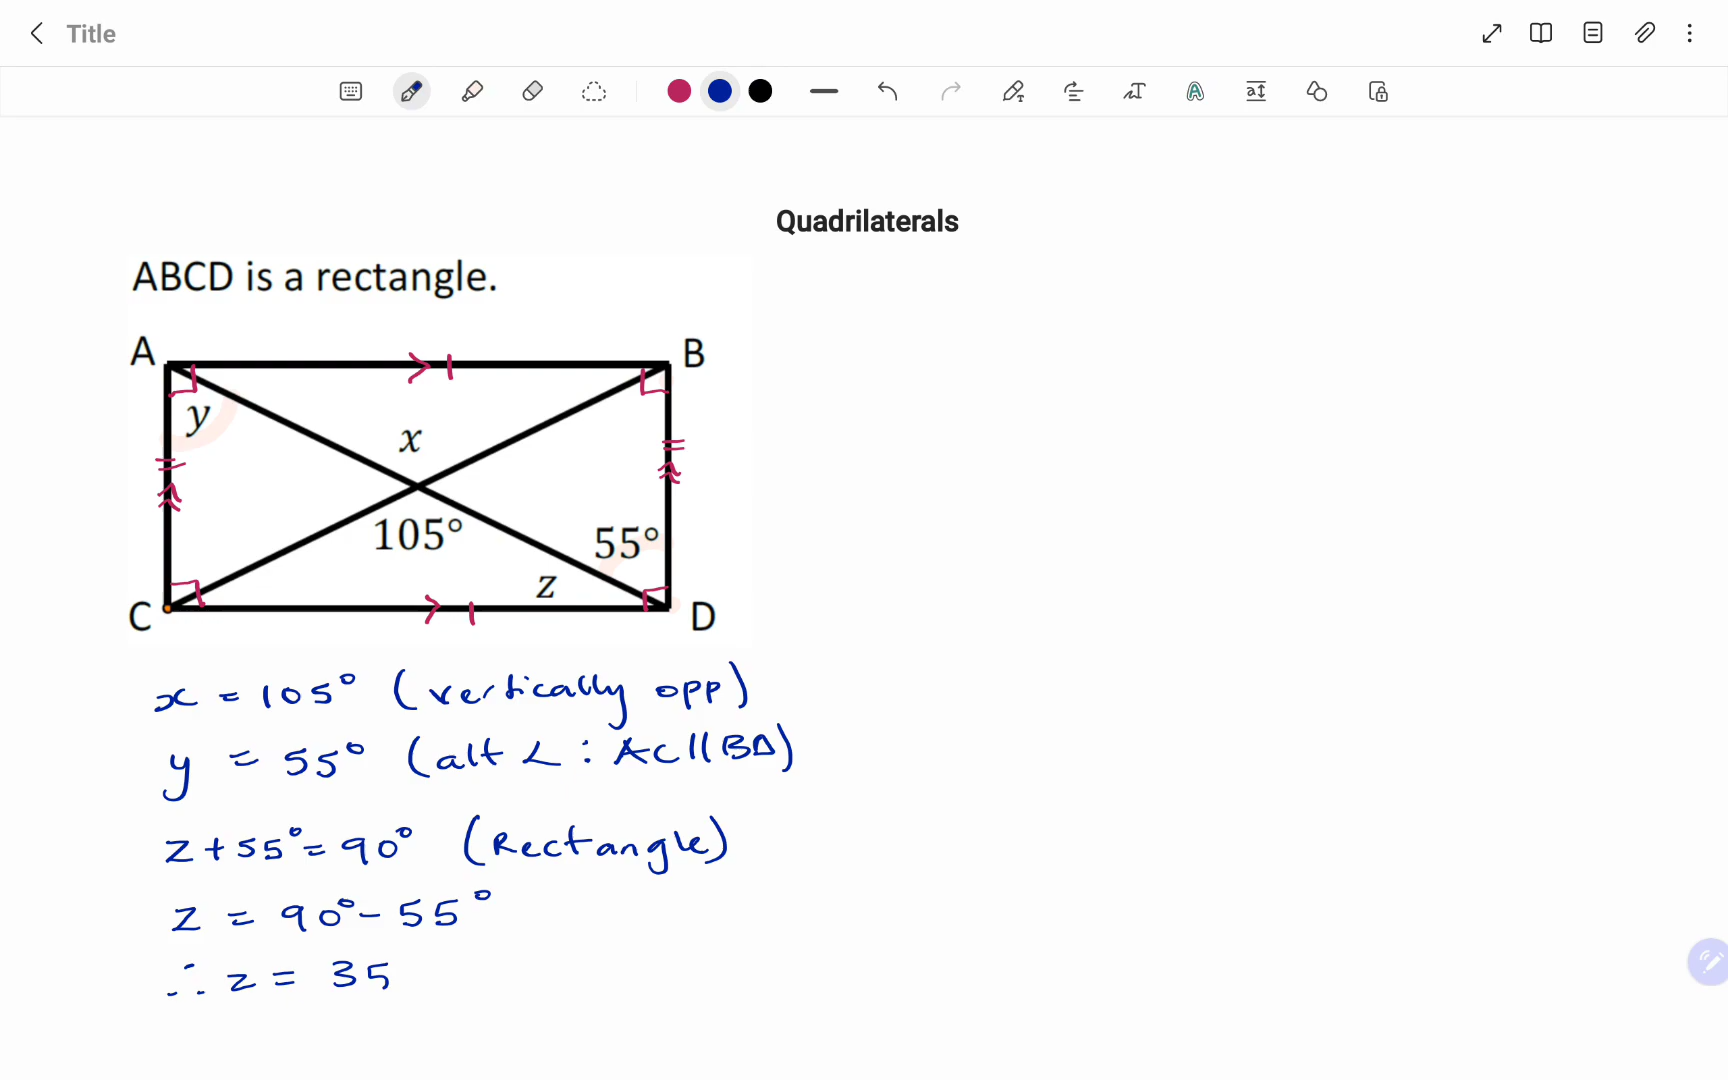 Title
Quadrilaterals
ABCD is a rectangle.
A
B
y
x
105°
55°
z
C
D
x = 105° (vertically opp)
y = 55° (alt ∠ : AC || BD)
z + 55° = 90° (Rectangle)
z = 90° - 55°
∴ z = 35